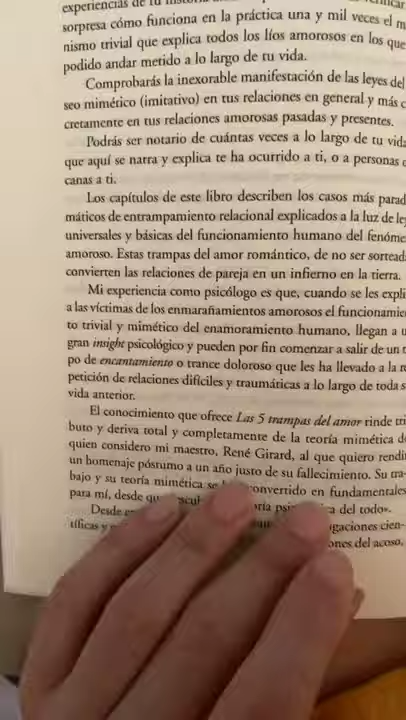 experiencias de tu
sorpresa cómo funciona en la práctica una y mil veces el m
nismo trivial que explica todos los líos amorosos en los que
podido andar metido a lo largo de tu vida.
Comprobarás la inexorable manifestación de las leyes del
seo mimético (imitativo) en tus relaciones en general y más c
cretamente en tus relaciones amorosas pasadas y presentes.
Podrás ser notario de cuántas veces a lo largo de tu vida
que aquí se narra y explica te ha ocurrido a ti, o a personas c
canas a ti.
Los capítulos de este libro describen los casos más parad
máticos de entrampamiento relacional explicados a la luz de ley
universales y básicas del funcionamiento humano del fenóme
amoroso. Estas trampas del amor romántico, de no ser sortead
convierten las relaciones de pareja en un infierno en la tierra.
Mi experiencia como psicólogo es que, cuando se les expli
a las víctimas de los enmarañamientos amorosos el funcionamie
to trivial y mimético del enamoramiento humano, llegan a u
gran insight psicológico y pueden por fin comenzar a salir de un t
po de encantamiento o trance doloroso que les ha llevado a la re
petición de relaciones difíciles y traumáticas a lo largo de toda s
vida anterior.
El conocimiento que ofrece Las 5 trampas del amor rinde tri
buto y deriva total y completamente de la teoría mimética d
quien considero mi maestro, René Girard, al que quiero rendi
un homenaje póstumo a un año justo de su fallecimiento. Su tra-
bajo y su teoría mimética se convertido en fundamentales
para mí, desde del todo».
Desde gaciones cien-
tíficas y ones del acoso,